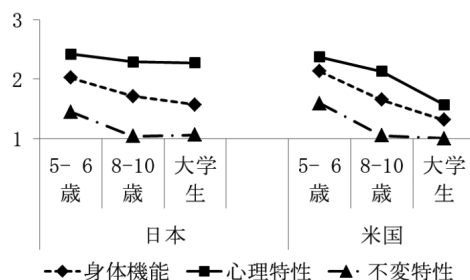 3
2
1
5- 6
歳
8-10
歳
大学
生
5- 6
歳
8-10
歳
大学
生
日本
米国
身体機能
心理特性
不変特性